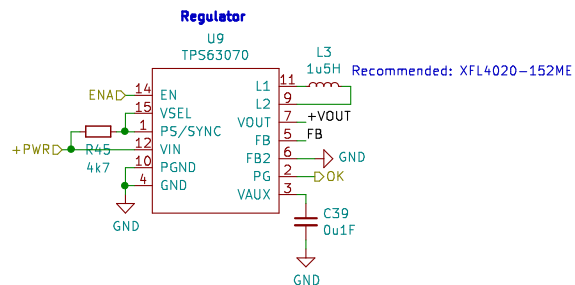 Regulator
U9
TPS63070
L3
1u5H
Recommended: XFL4020-152ME
ENA 14 EN
15 VSEL
1 PS/SYNC
+PWR 12 VIN
R45
4k7
10 PGND
4 GND
GND
L1 11
L2 9
VOUT 7 +VOUT
FB 5 FB
FB2 6 GND
PG 2 OK
VAUX 3
C39
0u1F
GND